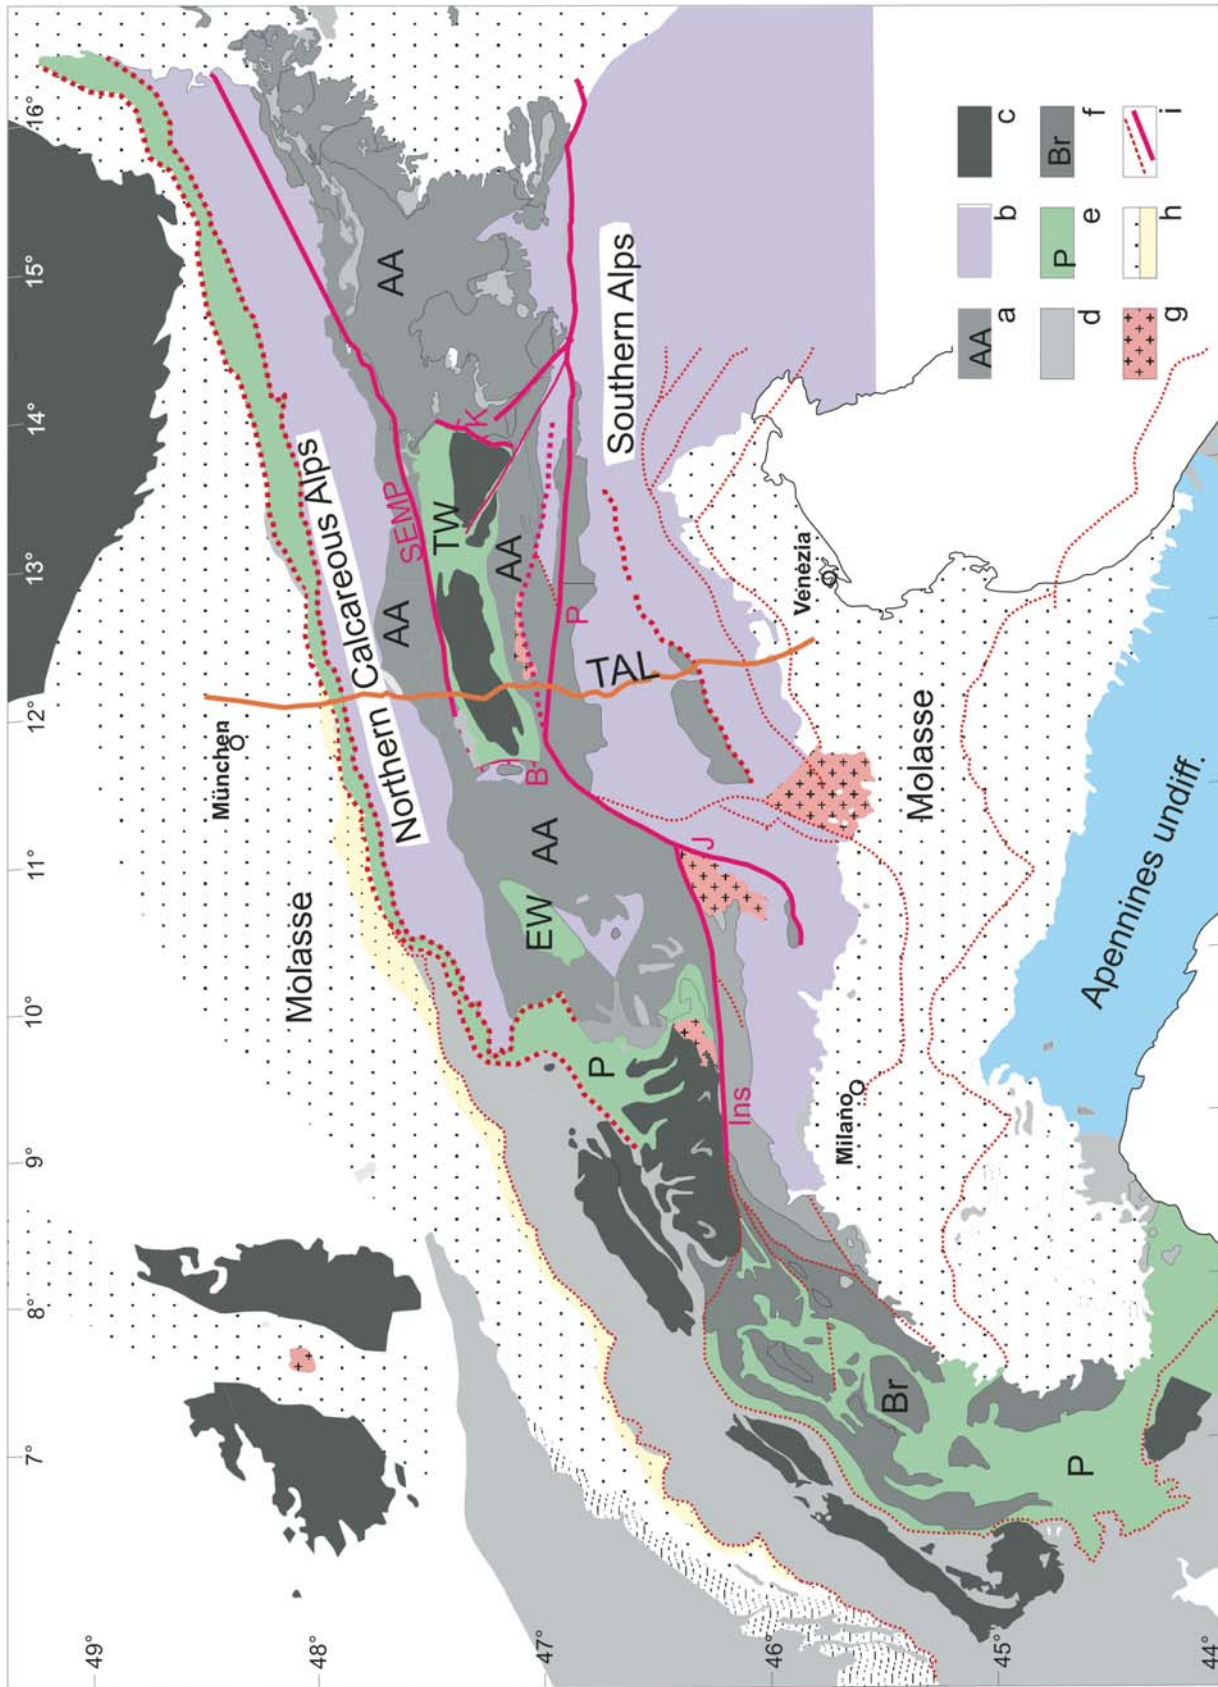 7°
8°
9°
10°
11°
12°
13°
14°
15°
16°
49°
48°
47°
46°
45°
44°
München
Molasse
Northern Calcareous Alps
SEMP
AA
AA
TW
K
AA
EW
AA
B
P
TAL
P
Ins
J
Southern Alps
Venezia
Milano
Molasse
Br
P
Apennines undiff.
AA
a
b
c
d
P
e
Br
f
g
h
i